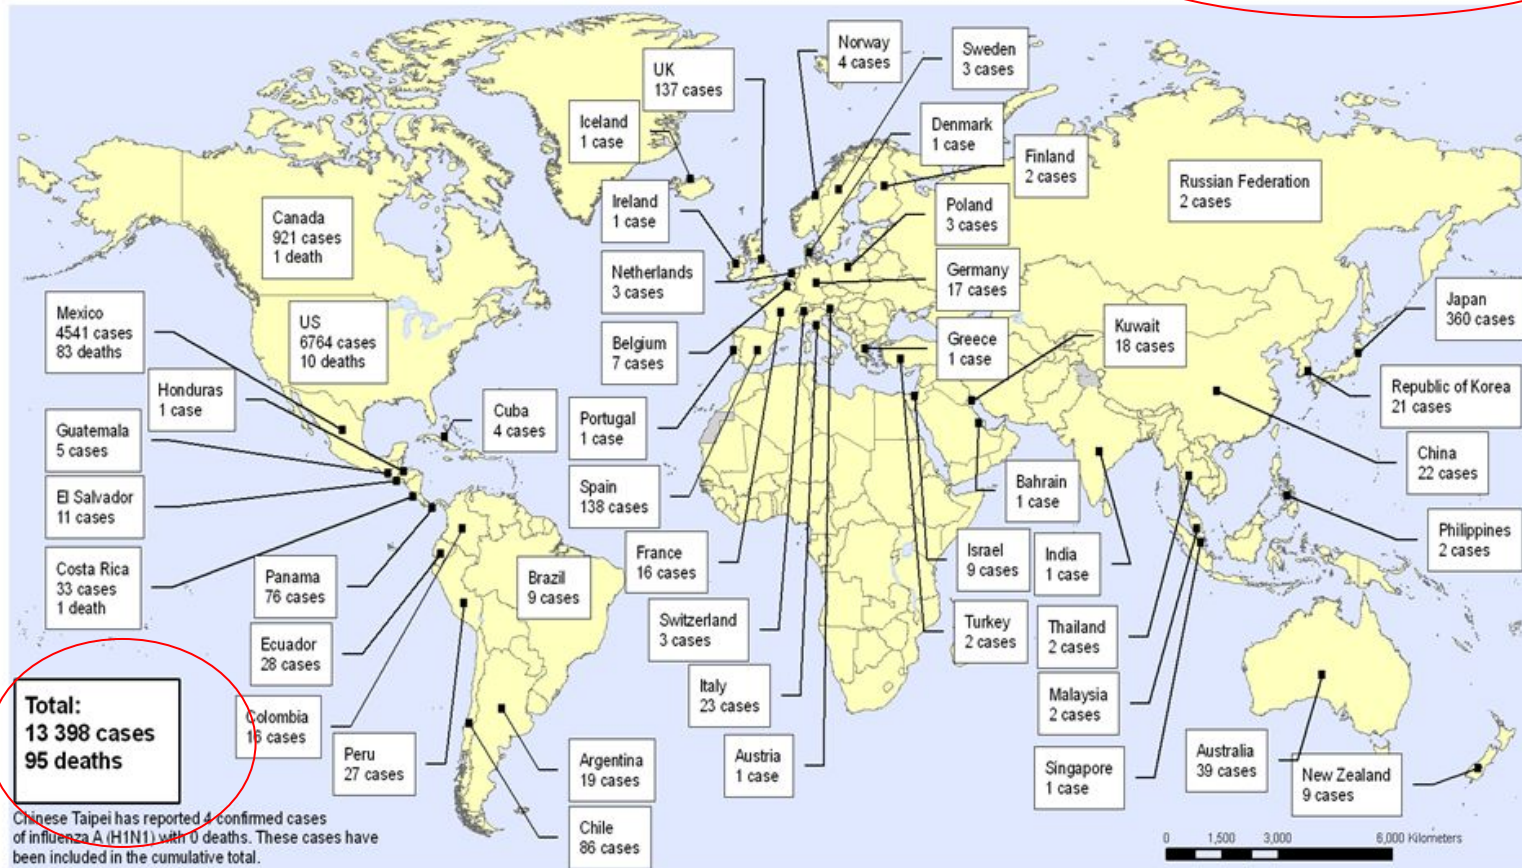 Norway
4 cases
Sweden
3 cases
UK
137 cases
Iceland
1 case
Denmark
1 case
Finland
2 cases
Russian Federation
2 cases
Ireland
1 case
Poland
3 cases
Canada
921 cases
1 death
Netherlands
3 cases
Germany
17 cases
Mexico
4541 cases
83 deaths
US
6764 cases
10 deaths
Belgium
7 cases
Greece
1 case
Kuwait
18 cases
Japan
360 cases
Honduras
1 case
Republic of Korea
21 cases
Guatemala
5 cases
Cuba
4 cases
Portugal
1 case
China
22 cases
El Salvador
11 cases
Spain
138 cases
Bahrain
1 case
Philippines
2 cases
Costa Rica
33 cases
1 death
Panama
76 cases
Brazil
9 cases
France
16 cases
Israel
9 cases
India
1 case
Ecuador
28 cases
Switzerland
3 cases
Turkey
2 cases
Thailand
2 cases
Total:
13 398 cases
95 deaths
Colombia
16 cases
Italy
23 cases
Malaysia
2 cases
Peru
27 cases
Argentina
19 cases
Austria
1 case
Singapore
1 case
Australia
39 cases
New Zealand
9 cases
Chile
86 cases
Chinese Taipei has reported 4 confirmed cases
of influenza A (H1N1) with 0 deaths. These cases have
been included in the cumulative total.
0 1,500 3,000 6,000 Kilometers